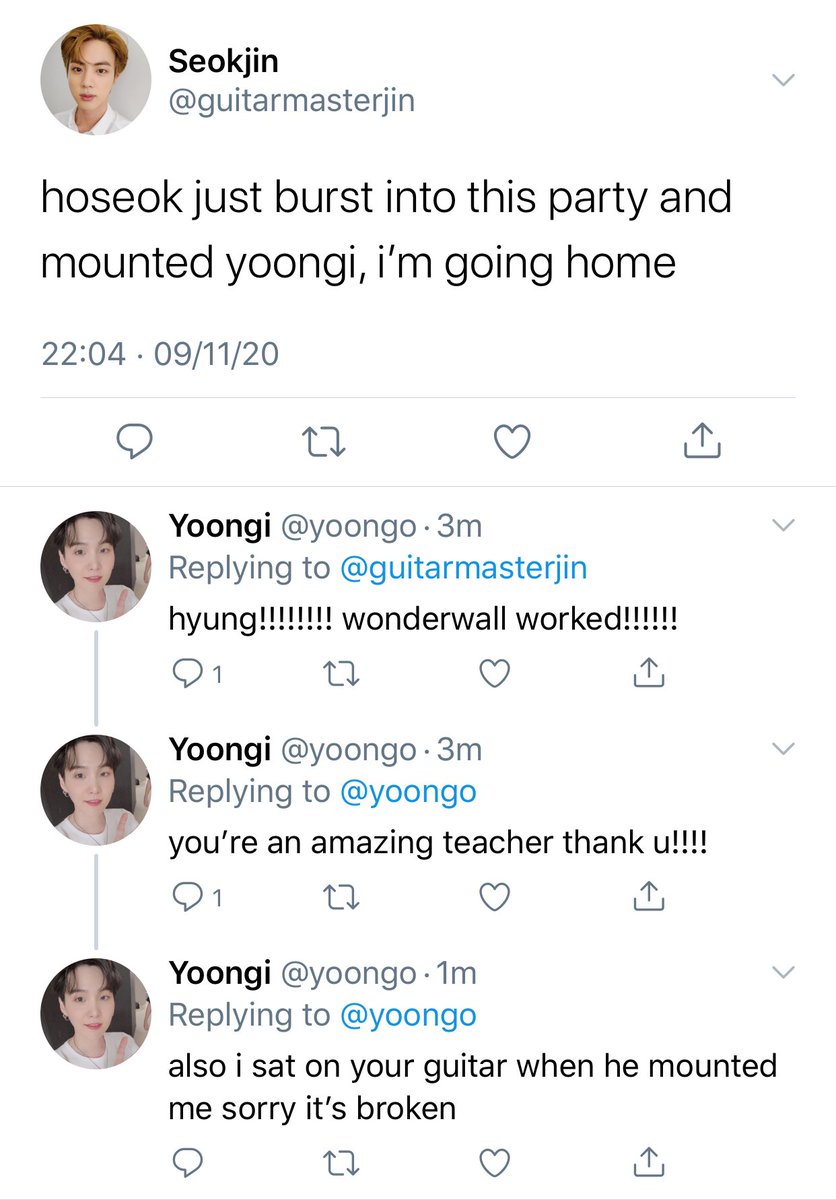 Seokjin
@guitarmasterjin
hoseok just burst into this party and
mounted yoongi, i’m going home
22:04 · 09/11/20
Yoongi @yoongo · 3m
Replying to @guitarmasterjin
hyung!!!!!!!! wonderwall worked!!!!!!
1
Yoongi @yoongo · 3m
Replying to @yoongo
you’re an amazing teacher thank u!!!!
1
Yoongi @yoongo · 1m
Replying to @yoongo
also i sat on your guitar when he mounted
me sorry it’s broken